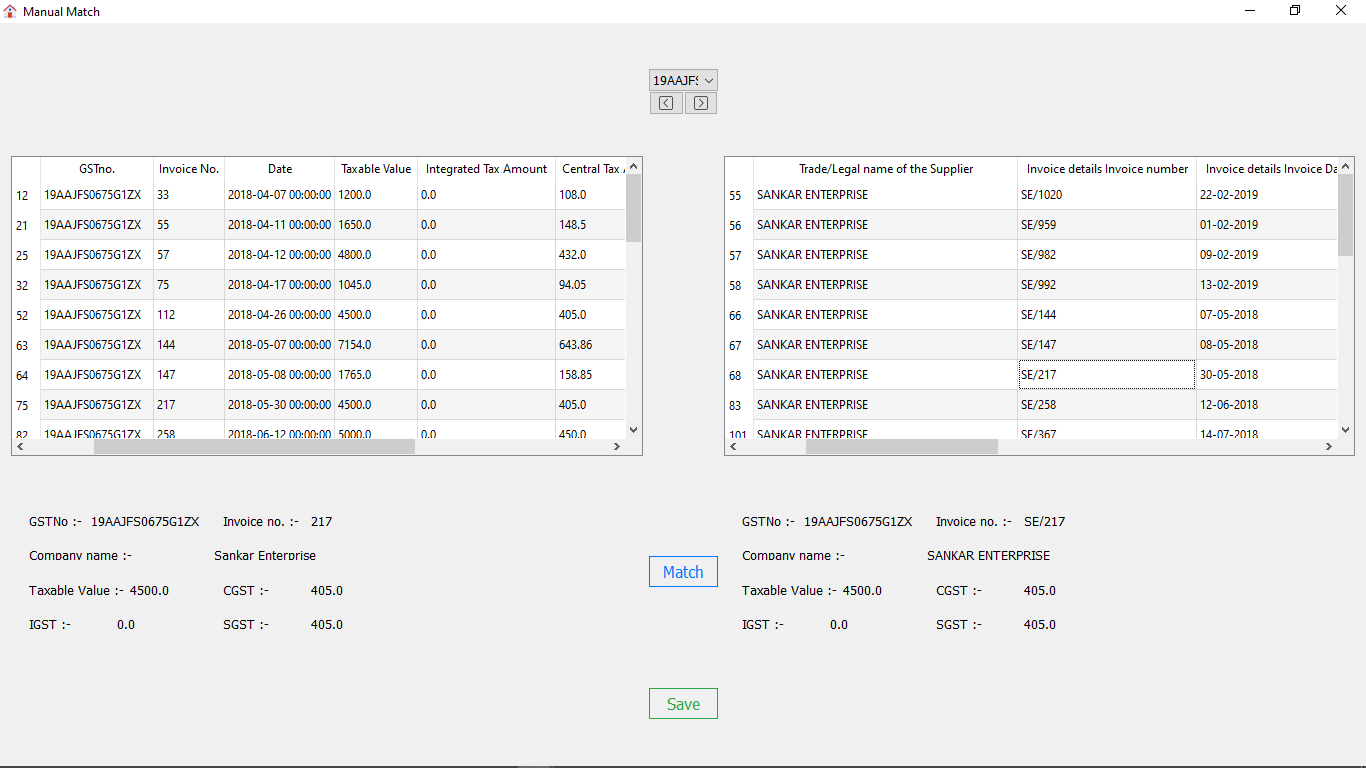 Manual Match
19AAJFS
GSTno. Invoice No. Date Taxable Value Integrated Tax Amount Central Tax
12 19AAJFS0675G1ZX 33 2018-04-07 00:00:00 1200.0 0.0 108.0
21 19AAJFS0675G1ZX 55 2018-04-11 00:00:00 1650.0 0.0 148.5
25 19AAJFS0675G1ZX 57 2018-04-12 00:00:00 4800.0 0.0 432.0
32 19AAJFS0675G1ZX 75 2018-04-17 00:00:00 1045.0 0.0 94.05
52 19AAJFS0675G1ZX 112 2018-04-26 00:00:00 4500.0 0.0 405.0
63 19AAJFS0675G1ZX 144 2018-05-07 00:00:00 7154.0 0.0 643.86
64 19AAJFS0675G1ZX 147 2018-05-08 00:00:00 1765.0 0.0 158.85
75 19AAJFS0675G1ZX 217 2018-05-30 00:00:00 4500.0 0.0 405.0
82 19AAJFS0675G1ZX 258 2018-06-12 00:00:00 5000.0 0.0 450.0
Trade/Legal name of the Supplier Invoice details Invoice number Invoice details Invoice Da
55 SANKAR ENTERPRISE SE/1020 22-02-2019
56 SANKAR ENTERPRISE SE/959 01-02-2019
57 SANKAR ENTERPRISE SE/982 09-02-2019
58 SANKAR ENTERPRISE SE/992 13-02-2019
66 SANKAR ENTERPRISE SE/144 07-05-2018
67 SANKAR ENTERPRISE SE/147 08-05-2018
68 SANKAR ENTERPRISE SE/217 30-05-2018
83 SANKAR ENTERPRISE SE/258 12-06-2018
101 SANKAR ENTERPRISE SE/367 14-07-2018
GSTNo :- 19AAJFS0675G1ZX Invoice no. :- 217
Company name :- Sankar Enterprise
Taxable Value :- 4500.0 CGST :- 405.0
IGST :- 0.0 SGST :- 405.0
Match
Save
GSTNo :- 19AAJFS0675G1ZX Invoice no. :- SE/217
Company name :- SANKAR ENTERPRISE
Taxable Value :- 4500.0 CGST :- 405.0
IGST :- 0.0 SGST :- 405.0